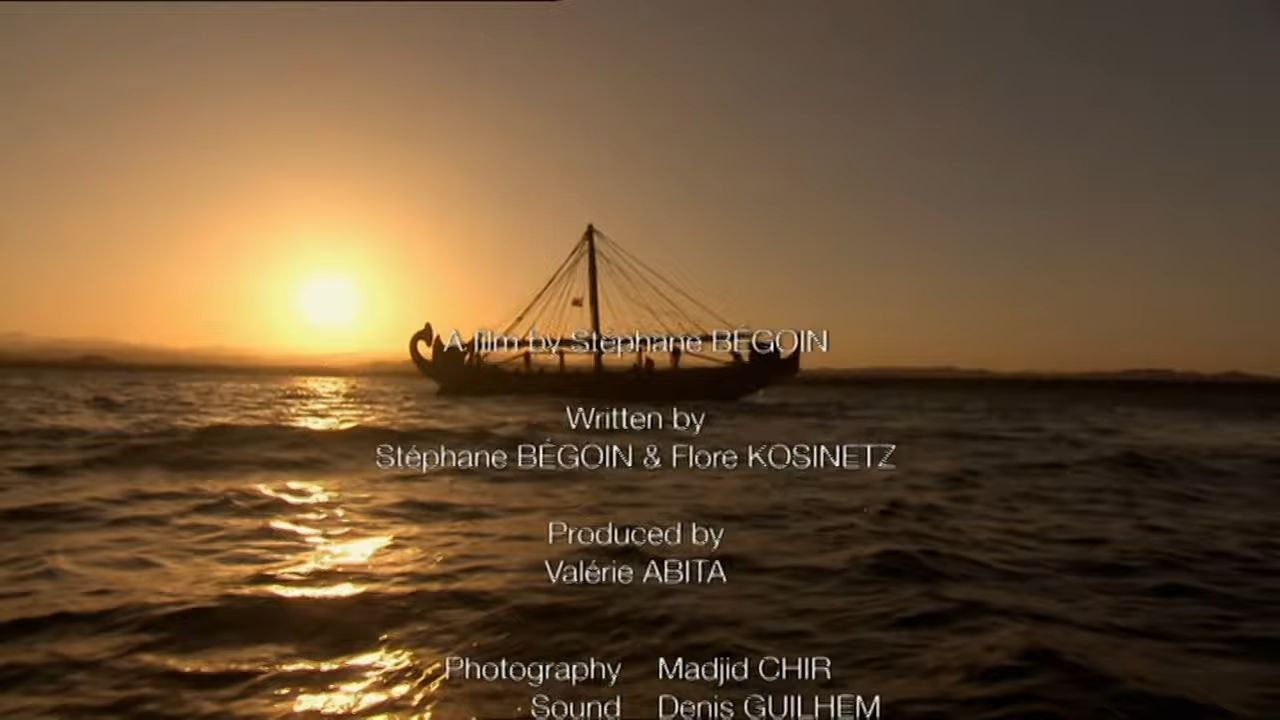 A film by Stéphane BÉGOIN
Written by
Stéphane BÉGOIN & Flore KOSINETZ
Produced by
Valérie ABITA
Photography Madjid CHIR
Sound Denis GUILHEM